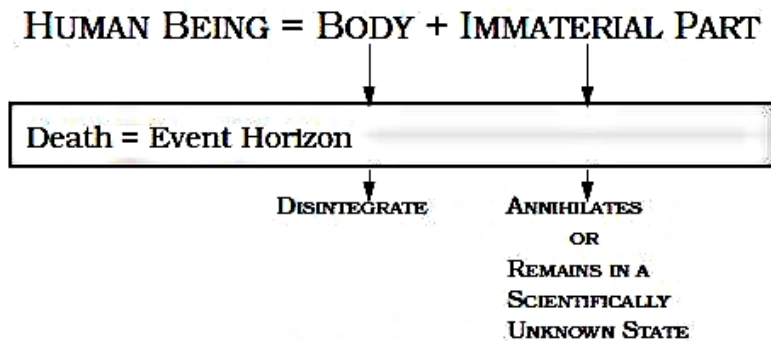 HUMAN BEING = BODY + IMMATERIAL PART
Death = Event Horizon
DISINTEGRATE
ANNIHILATES
OR
REMAINS IN A
SCIENTIFICALLY
UNKNOWN STATE